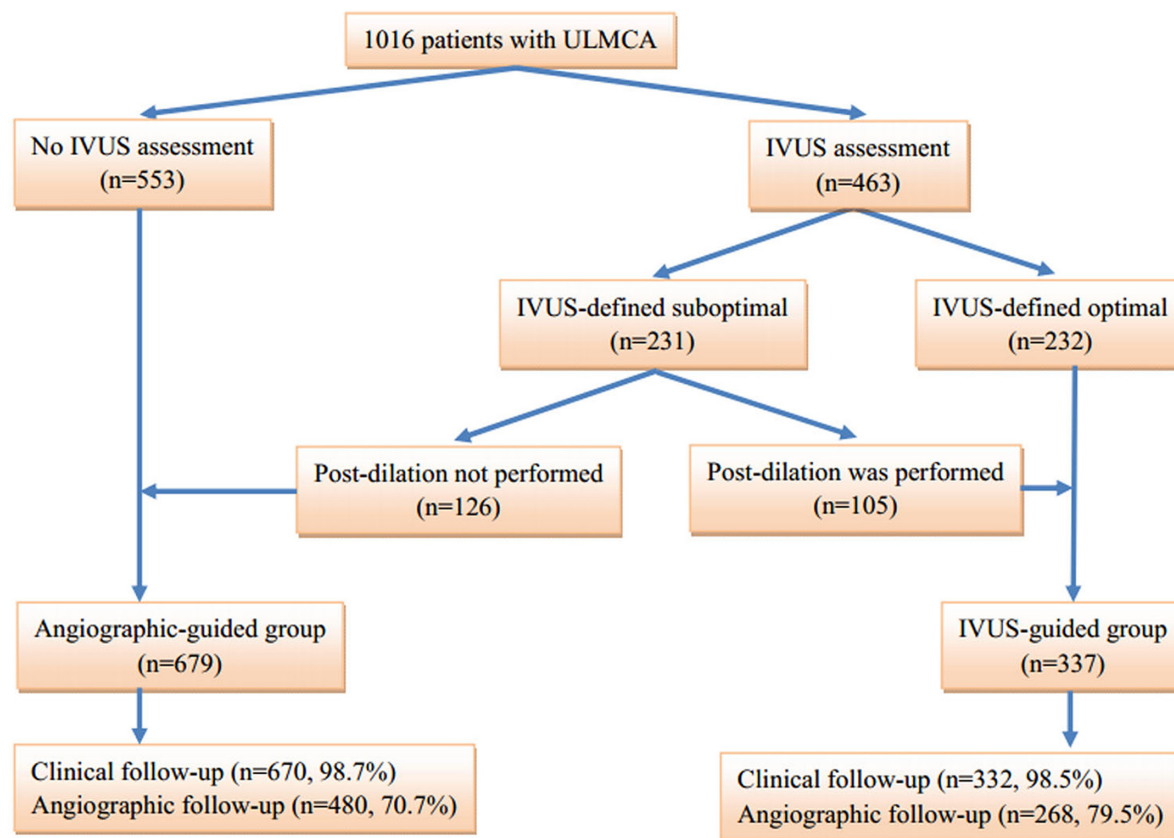 1016 patients with ULMCA
No IVUS assessment
(n=553)
IVUS assessment
(n=463)
IVUS-defined suboptimal
(n=231)
IVUS-defined optimal
(n=232)
Post-dilation not performed
(n=126)
Post-dilation was performed
(n=105)
Angiographic-guided group
(n=679)
IVUS-guided group
(n=337)
Clinical follow-up (n=670, 98.7%)
Angiographic follow-up (n=480, 70.7%)
Clinical follow-up (n=332, 98.5%)
Angiographic follow-up (n=268, 79.5%)